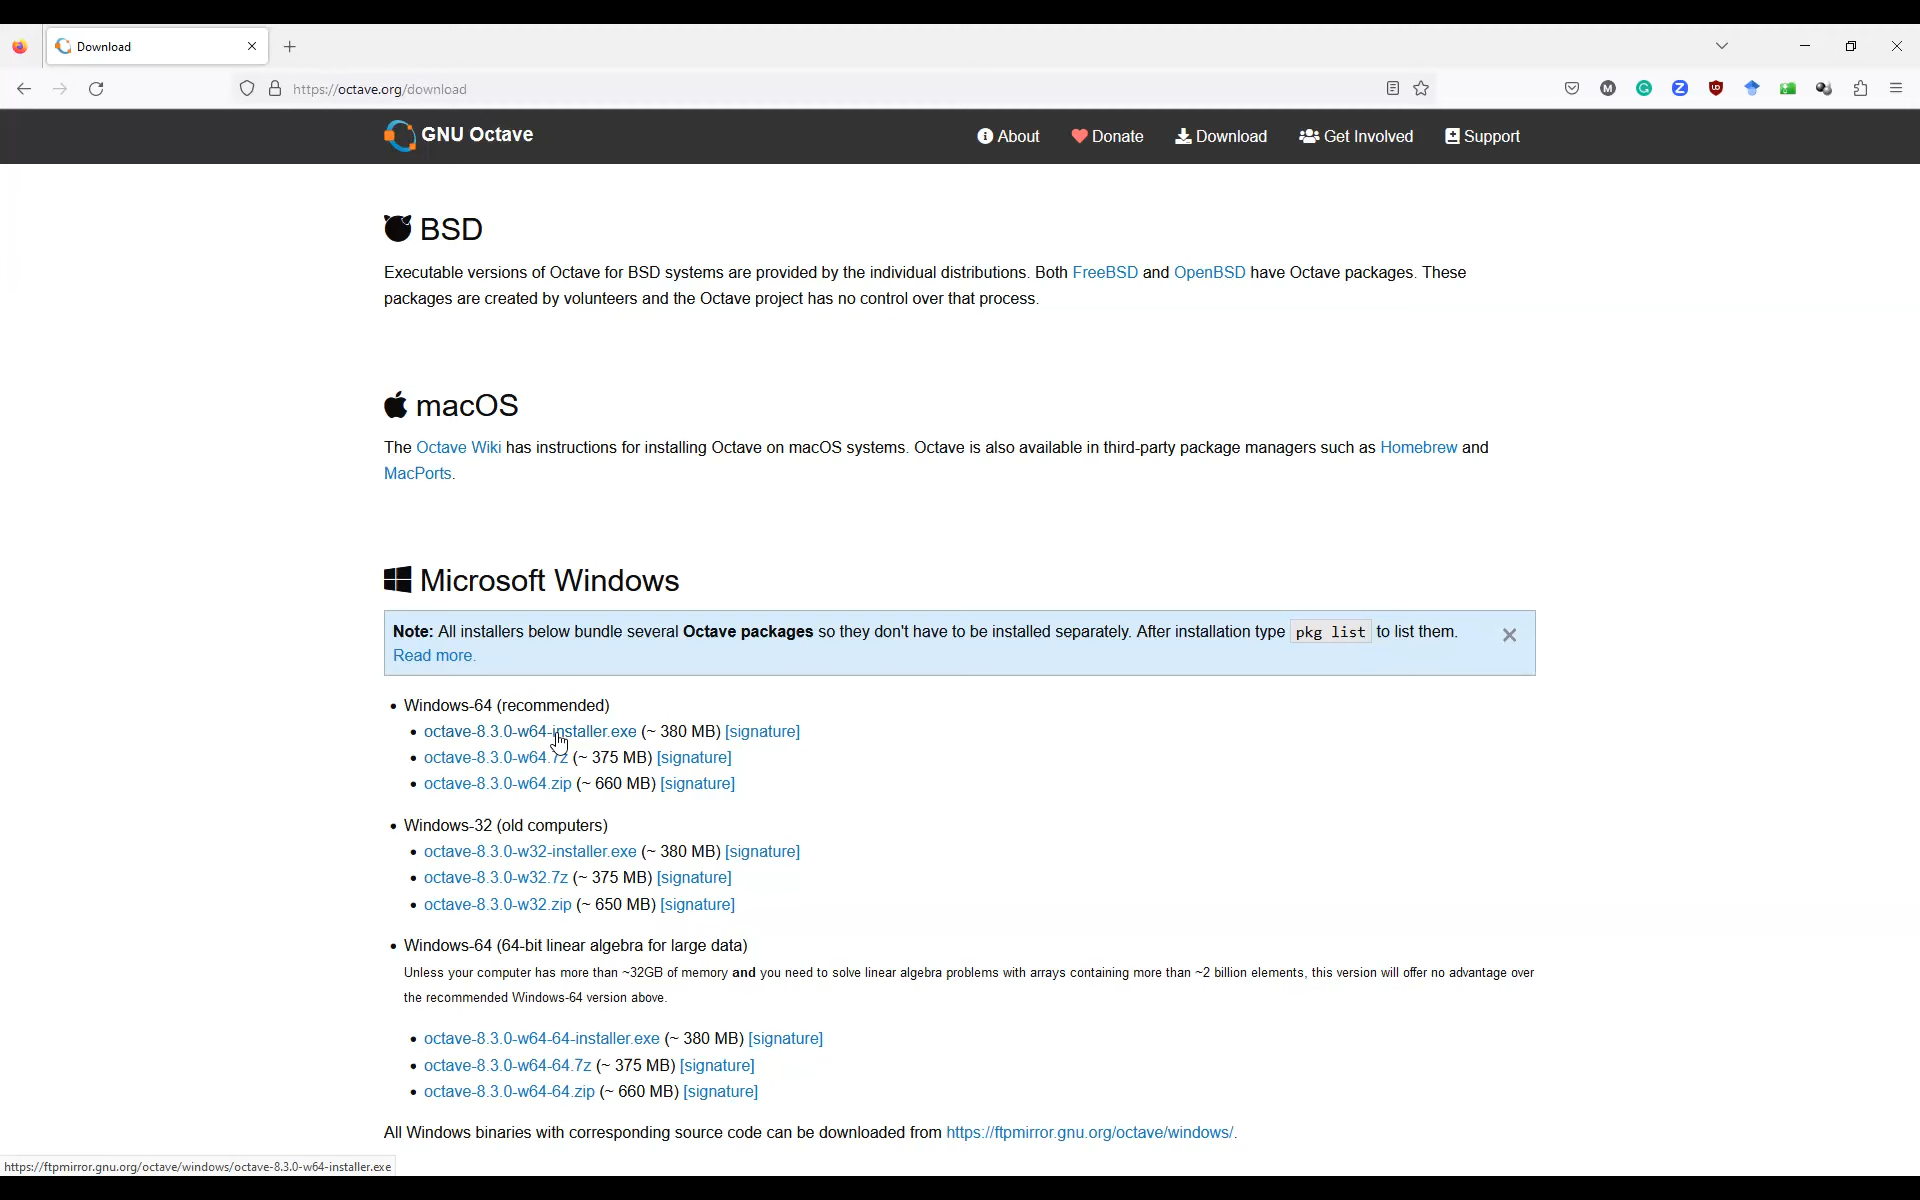 Download
https://octave.org/download
GNU Octave
About
Donate
Download
Get Involved
Support
BSD
Executable versions of Octave for BSD systems are provided by the individual distributions. Both FreeBSD and OpenBSD have Octave packages. These
packages are created by volunteers and the Octave project has no control over that process.
macOS
The Octave Wiki has instructions for installing Octave on macOS systems. Octave is also available in third-party package managers such as Homebrew and
MacPorts.
Microsoft Windows
Note: All installers below bundle several Octave packages so they don't have to be installed separately. After installation type pkg list to list them.
Read more.
• Windows-64 (recommended)
• octave-8.3.0-w64-installer.exe (~ 380 MB) [signature]
• octave-8.3.0-w64.7z (~ 375 MB) [signature]
• octave-8.3.0-w64.zip (~ 660 MB) [signature]
• Windows-32 (old computers)
• octave-8.3.0-w32-installer.exe (~ 380 MB) [signature]
• octave-8.3.0-w32.7z (~ 375 MB) [signature]
• octave-8.3.0-w32.zip (~ 650 MB) [signature]
• Windows-64 (64-bit linear algebra for large data)
Unless your computer has more than ~32GB of memory and you need to solve linear algebra problems with arrays containing more than ~2 billion elements, this version will offer no advantage over
the recommended Windows-64 version above.
• octave-8.3.0-w64-64-installer.exe (~ 380 MB) [signature]
• octave-8.3.0-w64-64.7z (~ 375 MB) [signature]
• octave-8.3.0-w64-64.zip (~ 660 MB) [signature]
All Windows binaries with corresponding source code can be downloaded from https://ftpmirror.gnu.org/octave/windows/.
https://ftpmirror.gnu.org/octave/windows/octave-8.3.0-w64-installer.exe